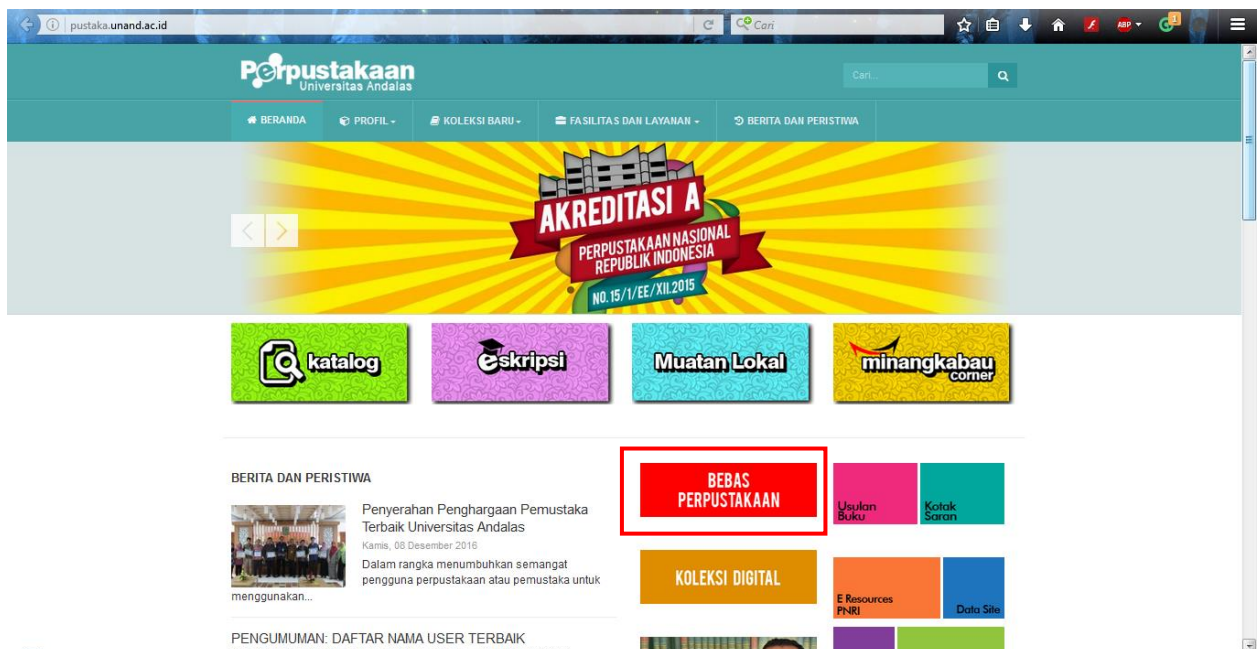 pustaka.unand.ac.id
Cari
ABP
1
Perpustakaan
Universitas Andalas
Cari...
BERANDA
PROFIL
KOLEKSI BARU
FASILITAS DAN LAYANAN
BERITA DAN PERISTIWA
AKREDITASI A
PERPUSTAKAAN NASIONAL
REPUBLIK INDONESIA
NO.15/1/EE/XII.2015
katalog
eskripsi
Muatan Lokal
minangkabau
corner
BERITA DAN PERISTIWA
Penyerahan Penghargaan Pemustaka
Terbaik Universitas Andalas
Kamis, 08 Desember 2016
Dalam rangka menumbuhkan semangat
pengguna perpustakaan atau pemustaka untuk
menggunakan...
PENGUMUMAN: DAFTAR NAMA USER TERBAIK
BEBAS
PERPUSTAKAAN
KOLEKSI DIGITAL
Usulan
Buku
Kotak
Saran
E Resources
PNRI
Data Site